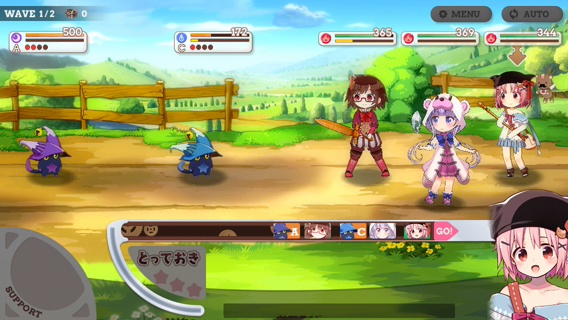 WAVE 1/2 0
MENU
AUTO
500
A
172
C
365
369
344
A
C
GO!
とっておき
SUPPORT